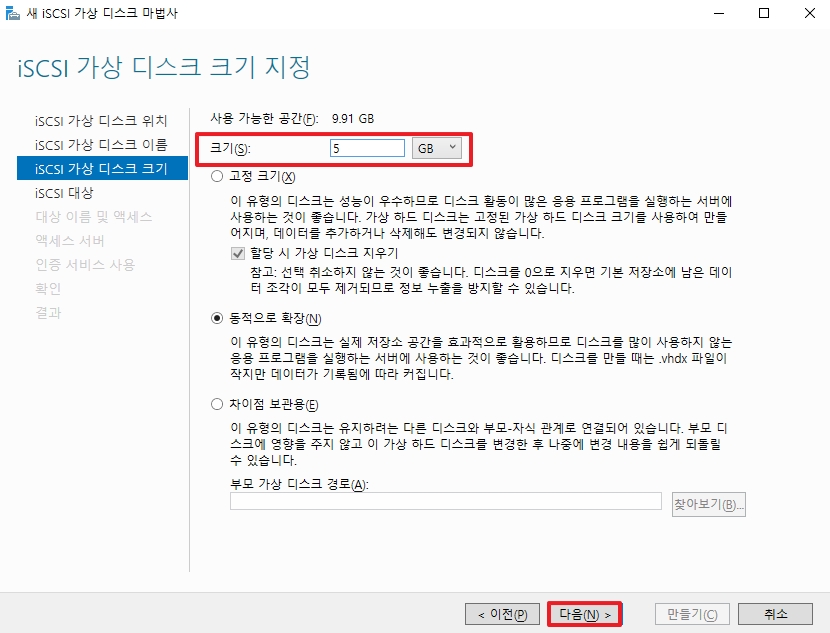 새 iSCSI 가상 디스크 마법사
iSCSI 가상 디스크 크기 지정
iSCSI 가상 디스크 위치
iSCSI 가상 디스크 이름
iSCSI 가상 디스크 크기
iSCSI 대상
대상 이름 및 액세스
액세스 서버
인증 서비스 사용
확인
결과
사용 가능한 공간(F): 9.91 GB
크기(S): 5 GB
고정 크기(X)
이 유형의 디스크는 성능이 우수하므로 디스크 활동이 많은 응용 프로그램을 실행하는 서버에
사용하는 것이 좋습니다. 가상 하드 디스크는 고정된 가상 하드 디스크 크기를 사용하여 만들
어지며, 데이터를 추가하거나 삭제해도 변경되지 않습니다.
할당 시 가상 디스크 지우기
참고: 선택 취소하지 않는 것이 좋습니다. 디스크를 0으로 지우면 기본 저장소에 남은 데이
터 조각이 모두 제거되므로 정보 누출을 방지할 수 있습니다.
동적으로 확장(N)
이 유형의 디스크는 실제 저장소 공간을 효과적으로 활용하므로 디스크를 많이 사용하지 않는
응용 프로그램을 실행하는 서버에 사용하는 것이 좋습니다. 디스크를 만들 때는 .vhdx 파일이
작지만 데이터가 기록됨에 따라 커집니다.
차이점 보관용(E)
이 유형의 디스크는 유지하려는 다른 디스크와 부모-자식 관계로 연결되어 있습니다. 부모 디
스크에 영향을 주지 않고 이 가상 하드 디스크를 변경한 후 나중에 변경 내용을 쉽게 되돌릴
수 있습니다.
부모 가상 디스크 경로(A):
찾아보기(B)...
< 이전(P) 다음(N) > 만들기(C) 취소